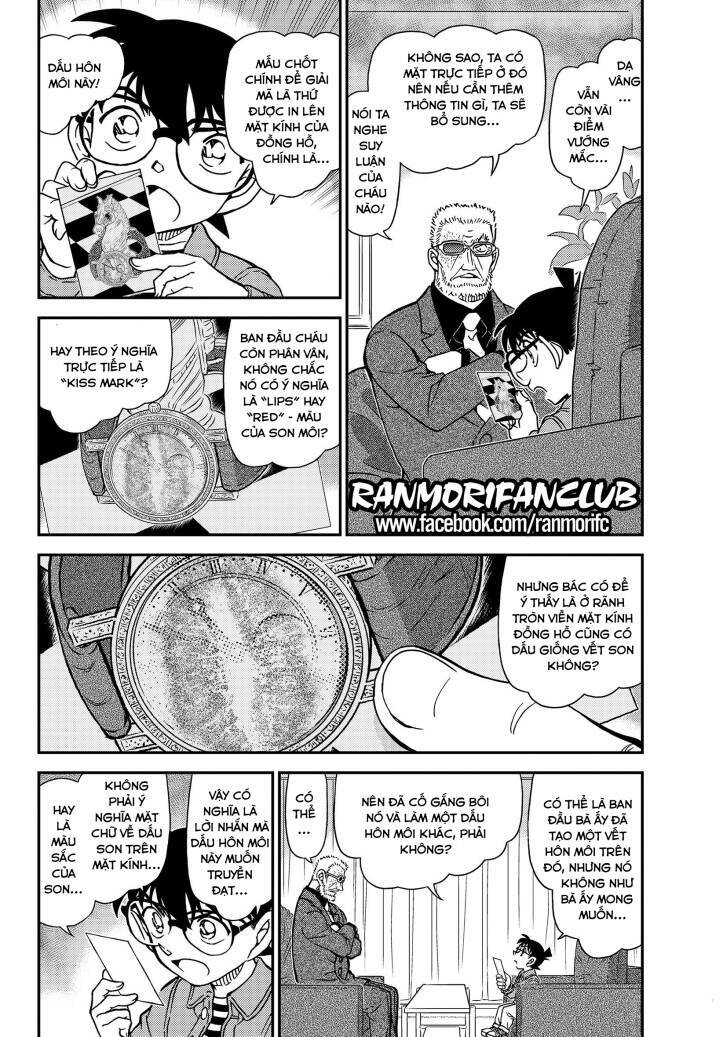 DẠ
VÂNG
...
VẪN
CÒN VÀI
ĐIỂM
VƯỚNG
MẮC...
KHÔNG SAO, TA CÓ
MẶT TRỰC TIẾP Ở ĐÓ
NÊN NẾU CẦN THÊM
THÔNG TIN GÌ, TA SẼ
BỔ SUNG...
NÓI TA
NGHE
SUY
LUẬN
CỦA
CHÁU
NÀO!
MẤU CHỐT
CHÍNH ĐỂ GIẢI
MÃ LÀ THỨ
ĐƯỢC IN LÊN
MẶT KÍNH CỦA
ĐỒNG HỒ,
CHÍNH LÀ...
DẤU HÔN
MÔI NÀY!
BAN ĐẦU CHÁU
CÒN PHÂN VÂN,
KHÔNG CHẮC
NÓ CÓ Ý NGHĨA
LÀ “LIPS” HAY
“RED” - MÀU
CỦA SON MÔI?
HAY THEO Ý NGHĨA
TRỰC TIẾP LÀ
“KISS MARK”?
RANMORIFANCLUB
www.facebook.com/ranmorifc
NHƯNG BÁC CÓ ĐỂ
Ý THẤY LÀ Ở RÃNH
TRÒN VIỀN MẶT KÍNH
ĐỒNG HỒ CŨNG CÓ
DẤU GIỐNG VẾT SON
KHÔNG?
CÓ THỂ LÀ BAN
ĐẦU BÀ ẤY ĐÃ
TẠO MỘT VẾT
HÔN MÔI TRÊN
ĐÓ, NHƯNG NÓ
KHÔNG NHƯ
BÀ ẤY MONG
MUỐN...
NÊN ĐÃ CỐ GẮNG BÔI
NÓ VÀ LÀM MỘT DẤU
HÔN MÔI KHÁC, PHẢI
KHÔNG?
CÓ
THỂ
...
VẬY CÓ
NGHĨA LÀ
LỜI NHẮN MÀ
DẤU HÔN MÔI
NÀY MUỐN
TRUYỀN
ĐẠT...
KHÔNG
PHẢI Ý
NGHĨA MẶT
CHỮ VỀ DẤU
SON TRÊN
MẶT KÍNH...
HAY
LÀ
MÀU
SẮC
CỦA
SON...